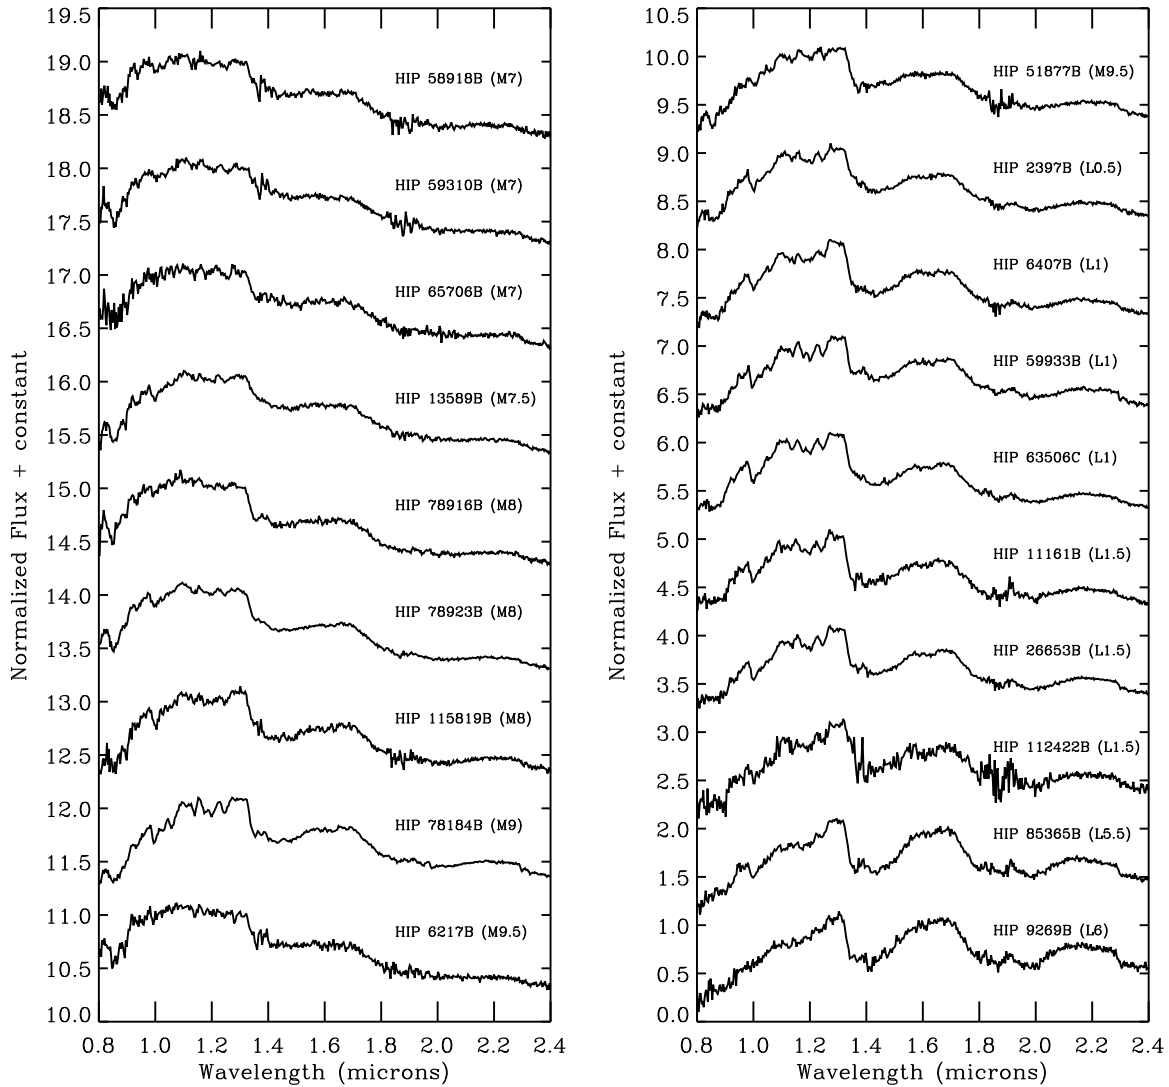 Normalized Flux + constant
19.5
19.0
18.5
18.0
17.5
17.0
16.5
16.0
15.5
15.0
14.5
14.0
13.5
13.0
12.5
12.0
11.5
11.0
10.5
10.0
HIP 58918B (M7)
HIP 59310B (M7)
HIP 65706B (M7)
HIP 13589B (M7.5)
HIP 78916B (M8)
HIP 78923B (M8)
HIP 115819B (M8)
HIP 78184B (M9)
HIP 6217B (M9.5)
0.8 1.0 1.2 1.4 1.6 1.8 2.0 2.2 2.4
Wavelength (microns)
Normalized Flux + constant
10.5
10.0
9.5
9.0
8.5
8.0
7.5
7.0
6.5
6.0
5.5
5.0
4.5
4.0
3.5
3.0
2.5
2.0
1.5
1.0
0.5
0.0
HIP 51877B (M9.5)
HIP 2397B (L0.5)
HIP 6407B (L1)
HIP 59933B (L1)
HIP 63506C (L1)
HIP 11161B (L1.5)
HIP 26653B (L1.5)
HIP 112422B (L1.5)
HIP 85365B (L5.5)
HIP 9269B (L6)
0.8 1.0 1.2 1.4 1.6 1.8 2.0 2.2 2.4
Wavelength (microns)